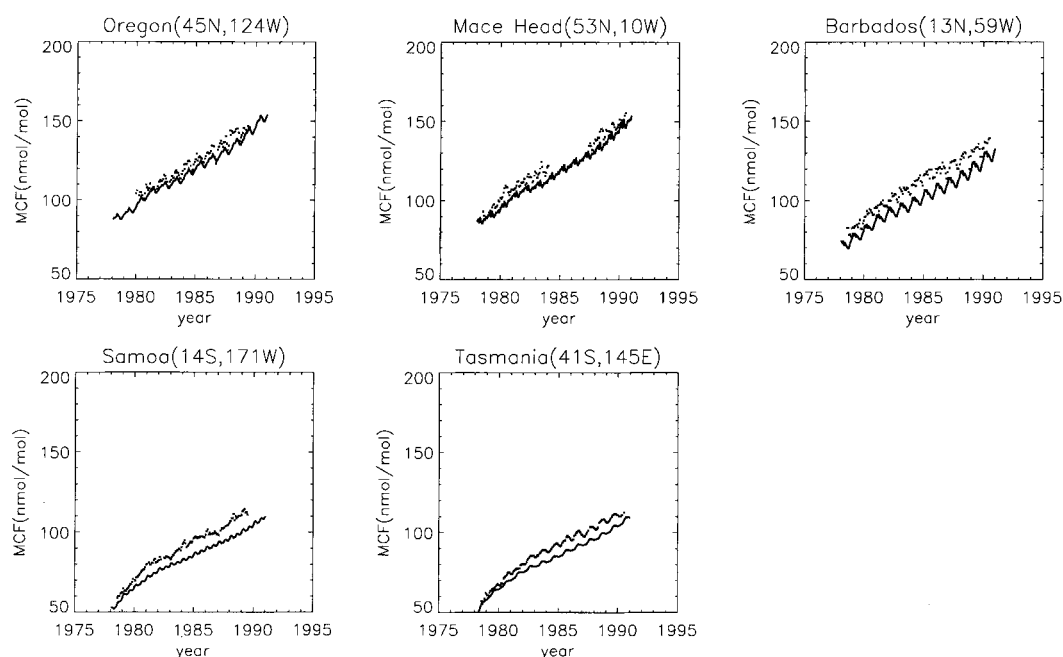 Oregon(45N,124W)
200
150
100
50
MCF(nmol/mol)
1975 1980 1985 1990 1995
year
Mace Head(53N,10W)
200
150
100
50
MCF(nmol/mol)
1975 1980 1985 1990 1995
year
Barbados(13N,59W)
200
150
100
50
MCF(nmol/mol)
1975 1980 1985 1990 1995
year
Samoa(14S,171W)
200
150
100
50
MCF(nmol/mol)
1975 1980 1985 1990 1995
year
Tasmania(41S,145E)
200
150
100
50
MCF(nmol/mol)
1975 1980 1985 1990 1995
year